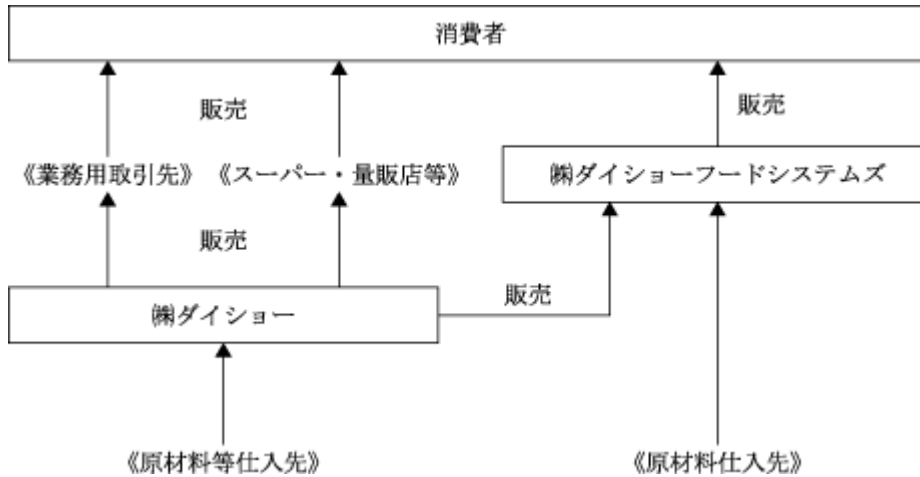 消費者
販売
販売
《業務用取引先》 《スーパー・量販店等》
㈱ダイショーフードシステムズ
販売
販売
㈱ダイショー
《原材料等仕入先》
《原材料仕入先》